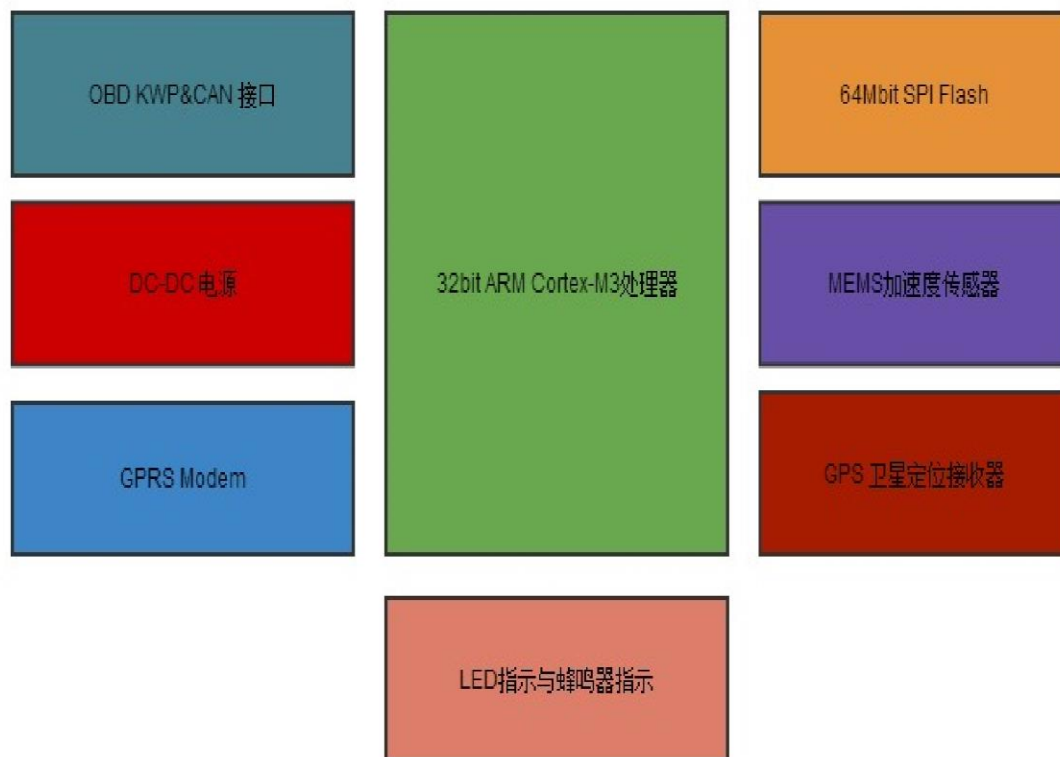 OBD KWP&CAN 接口
64Mbit SPI Flash
DC-DC 电源
32bit ARM Cortex-M3处理器
MEMS加速度传感器
GPRS Modem
GPS 卫星定位接收器
LED指示与蜂鸣器指示